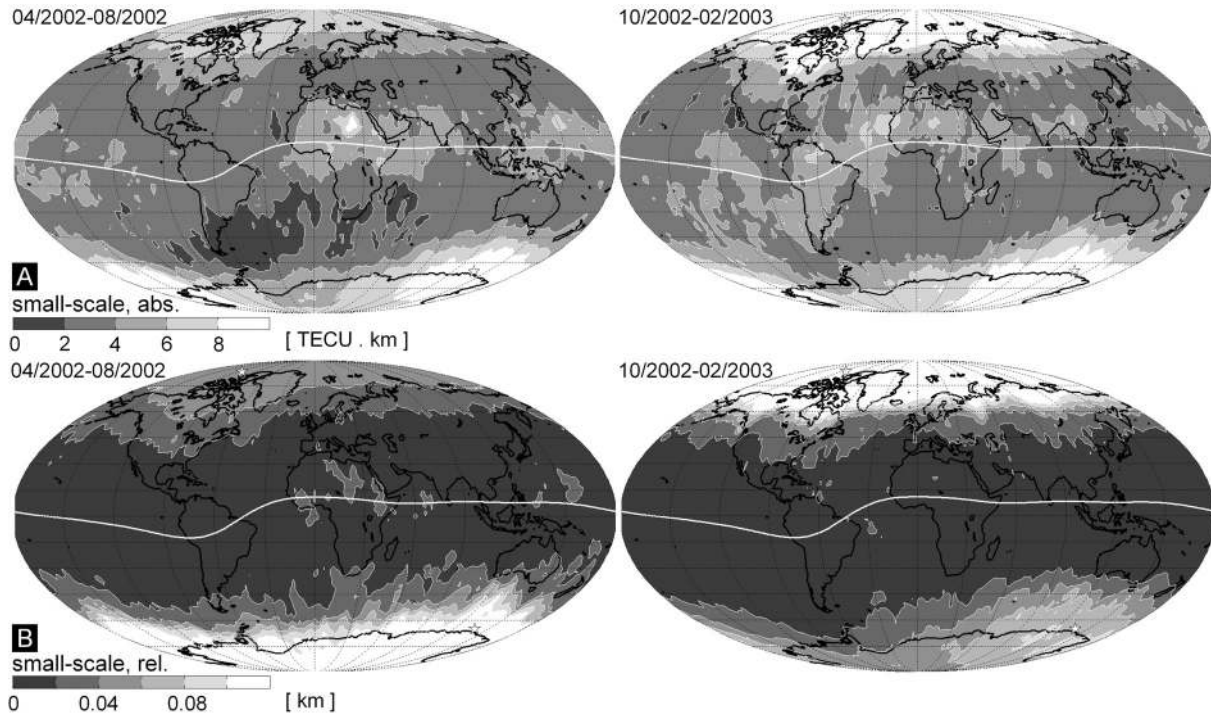 04/2002-08/2002
10/2002-02/2003
A
small-scale, abs.
0 2 4 6 8
[ TECU . km ]
04/2002-08/2002
10/2002-02/2003
B
small-scale, rel.
0 0.04 0.08
[ km ]